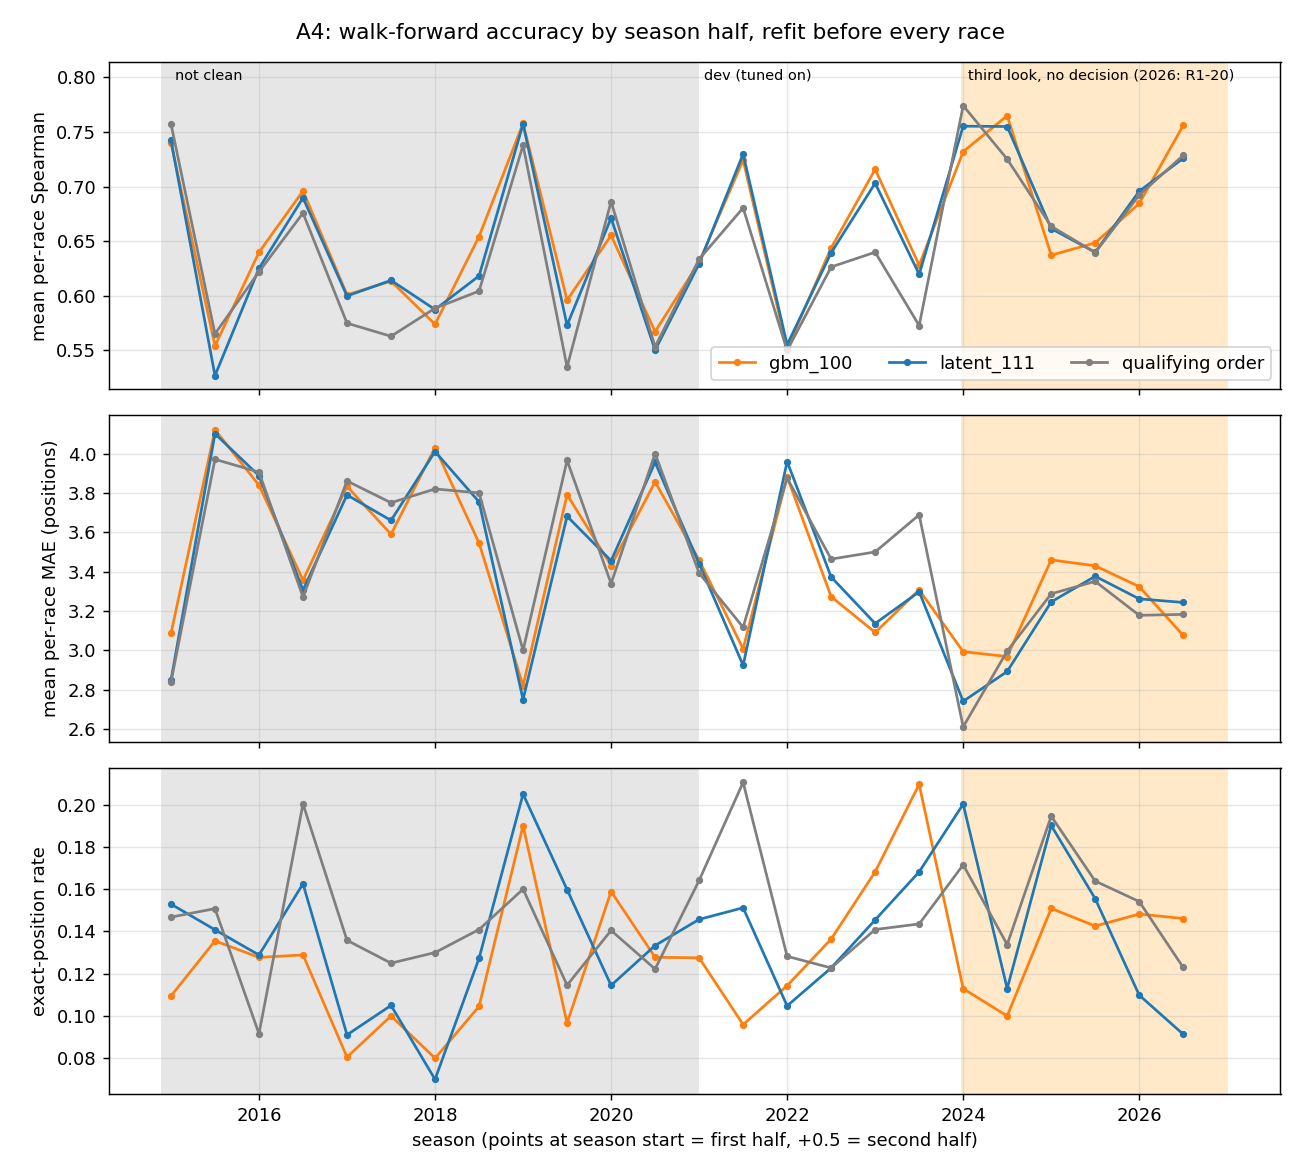 A4: walk-forward accuracy by season half, refit before every race
not clean
dev (tuned on)
third look, no decision (2026: R1-20)
mean per-race Spearman
0.80
0.75
0.70
0.65
0.60
0.55
gbm_100
latent_111
qualifying order
mean per-race MAE (positions)
4.0
3.8
3.6
3.4
3.2
3.0
2.8
2.6
exact-position rate
0.20
0.18
0.16
0.14
0.12
0.10
0.08
2016
2018
2020
2022
2024
2026
season (points at season start = first half, +0.5 = second half)